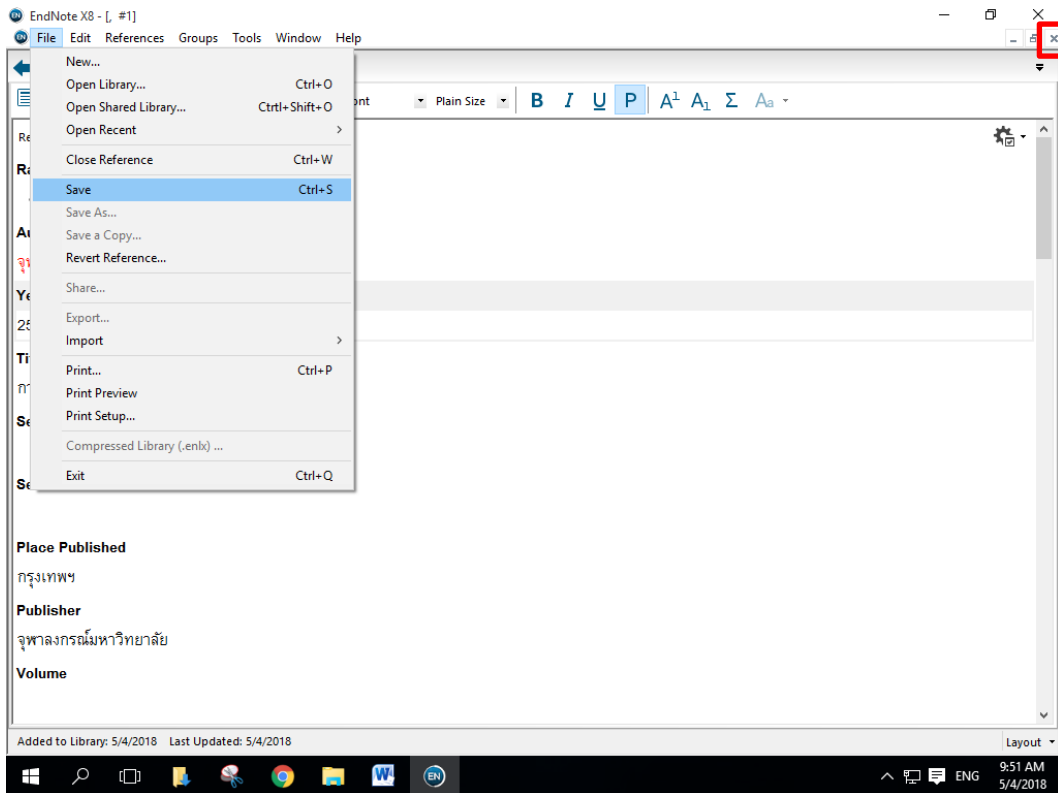 EndNote X8 - [, #1]
File Edit References Groups Tools Window Help
New...
Open Library... Ctrl+O
Open Shared Library... Ctrtl+Shift+O
Open Recent
Close Reference Ctrl+W
Save Ctrl+S
Save As...
Save a Copy...
Revert Reference...
Share...
Export...
Import
Print... Ctrl+P
Print Preview
Print Setup...
Compressed Library (.enlx) ...
Exit Ctrl+Q
Plain Size B I U P A1 A1 Σ Aa
Place Published
กรุงเทพฯ
Publisher
จุฬาลงกรณ์มหาวิทยาลัย
Volume
Added to Library: 5/4/2018 Last Updated: 5/4/2018
Layout
EN
ENG
9:51 AM
5/4/2018